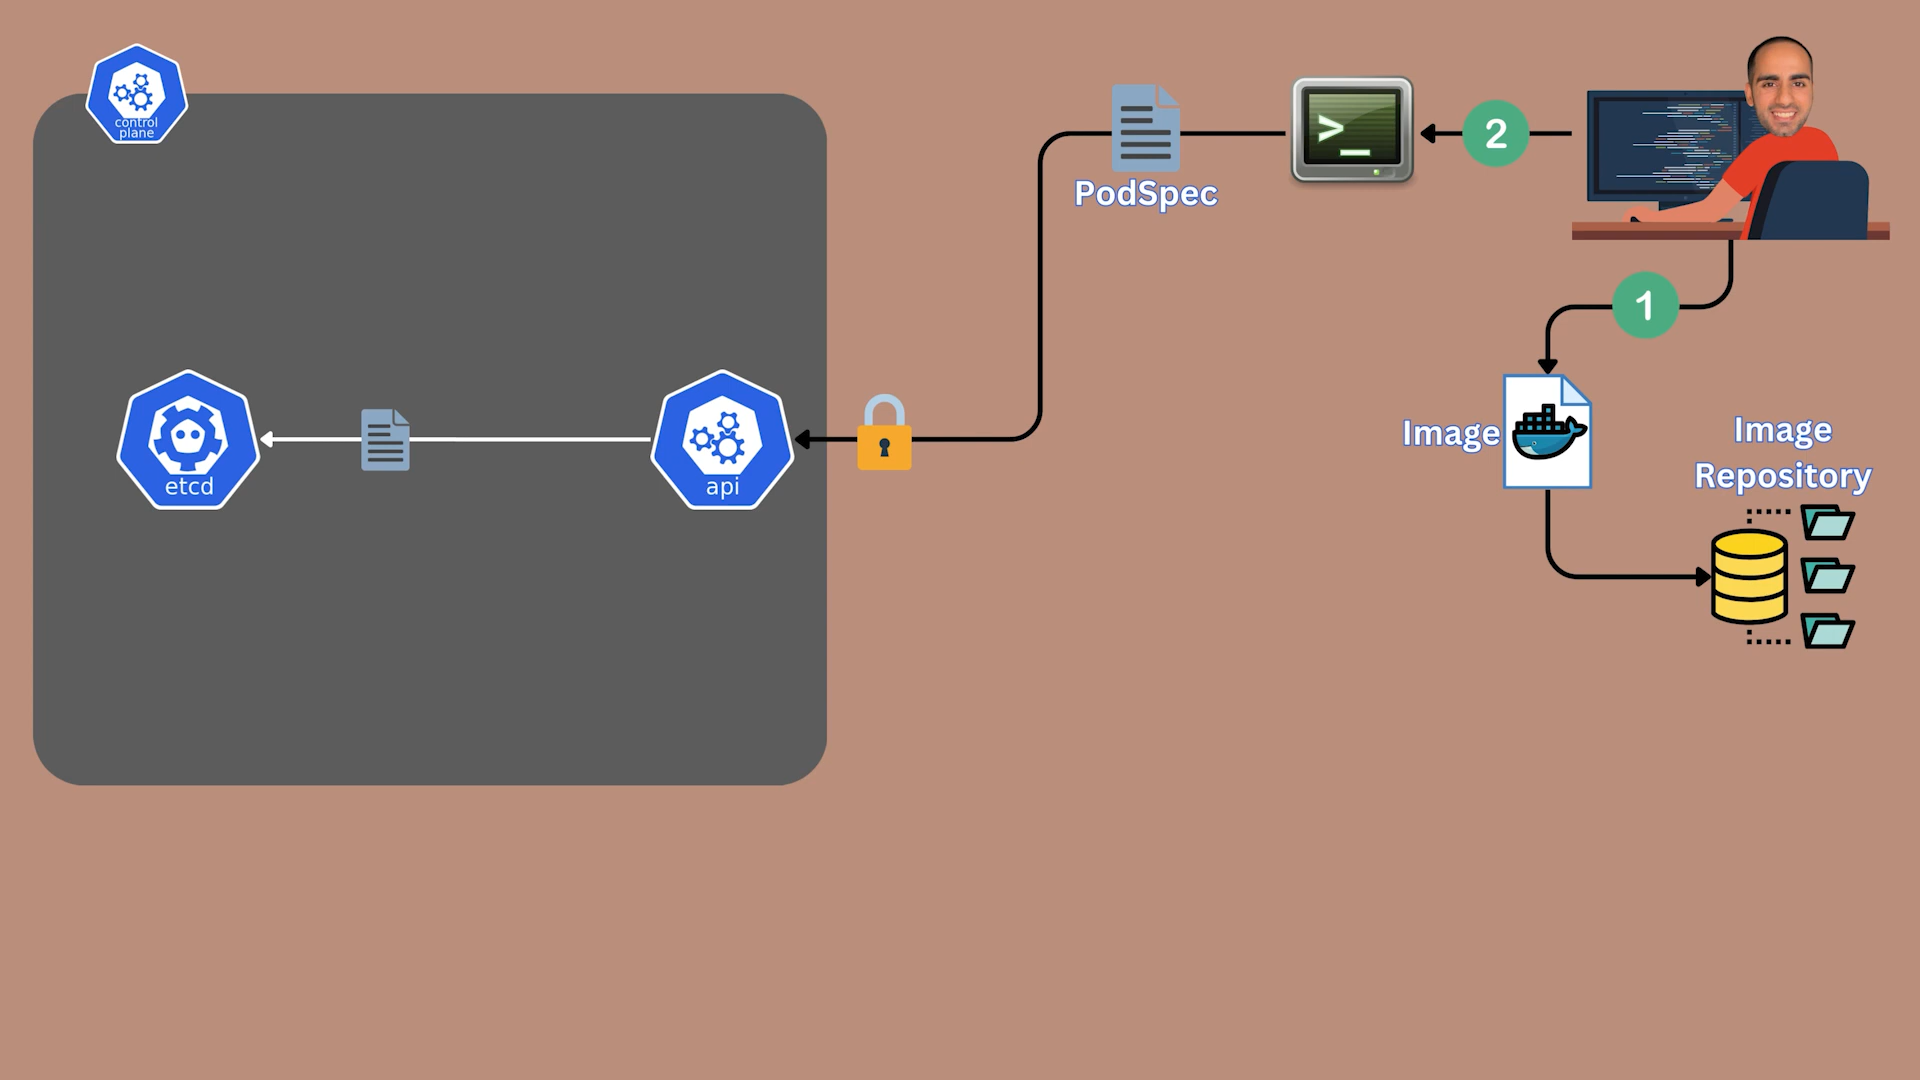 control
plane
PodSpec
>_
2
1
Image
Image
Repository
etcd
api